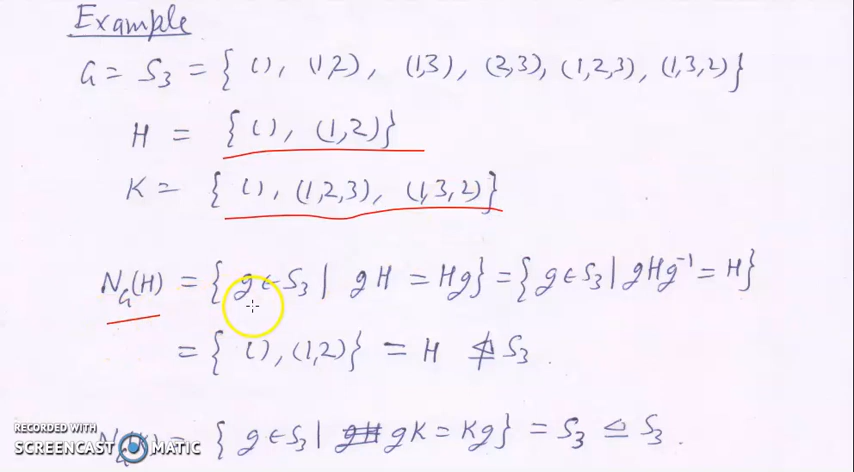 Example
G = S₃ = { (), (1,2), (1,3), (2,3), (1,2,3), (1,3,2)}
H = { (), (1,2)}
K = { (), (1,2,3), (1,3,2)}
N_G(H) = { g∈S₃ | gH = Hg} = {g∈S₃ | gHg⁻¹ = H}
= { (), (1,2)} = H ⋬ S₃.
= { g∈S₃ | gK = Kg} = S₃ ⊴ S₃.
RECORDED WITH
SCREENCAST MATIC